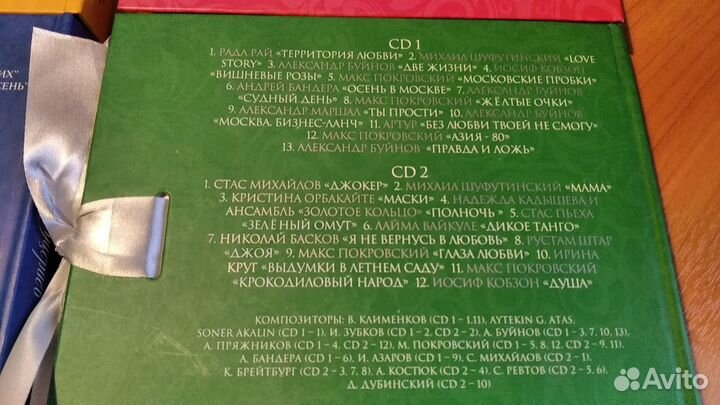 CD 1
1. РАДА РАЙ «ТЕРРИТОРИЯ ЛЮБВИ» 2. МИХАИЛ ШУФУТИНСКИЙ «LOVE
STORY» 3. АЛЕКСАНДР БУЙНОВ «ДВЕ ЖИЗНИ» 4. ИОСИФ КОБЗОН
«ВИШНЕВЫЕ РОЗЫ» 5. МАКС ПОКРОВСКИЙ «МОСКОВСКИЕ ПРОБКИ»
6. АНДРЕЙ БАНДЕРА «ОСЕНЬ В МОСКВЕ» 7. АЛЕКСАНДР БУЙНОВ
«СУДНЫЙ ДЕНЬ» 8. МАКС ПОКРОВСКИЙ «ЖЁЛТЫЕ ОЧКИ»
9. АЛЕКСАНДР МАРШАЛ «ТЫ ПРОСТИ» 10. АЛЕКСАНДР БУЙНОВ
«МОСКВА. БИЗНЕС-ЛАНЧ» 11. АРТУР «БЕЗ ЛЮБВИ ТВОЕЙ НЕ СМОГУ»
12. МАКС ПОКРОВСКИЙ «АЗИЯ - 80»
13. АЛЕКСАНДР БУЙНОВ «ПРАВДА И ЛОЖЬ»
CD 2
1. СТАС МИХАЙЛОВ «ДЖОКЕР» 2. МИХАИЛ ШУФУТИНСКИЙ «МАМА»
3. КРИСТИНА ОРБАКАЙТЕ «МАСКИ» 4. НАДЕЖДА КАДЫШЕВА И
АНСАМБЛЬ «ЗОЛОТОЕ КОЛЬЦО» «ПОЛНОЧЬ» 5. СТАС ПЬЕХА
«ЗЕЛЁНЫЙ ОМУТ» 6. ЛАЙМА ВАЙКУЛЕ «ДИКОЕ ТАНГО»
7. НИКОЛАЙ БАСКОВ «Я НЕ ВЕРНУСЬ В ЛЮБОВЬ» 8. РУСТАМ ШТАР
«ДЖОЯ» 9. МАКС ПОКРОВСКИЙ «ГЛАЗА ЛЮБВИ» 10. ИРИНА
КРУГ «ВЫДУМКИ В ЛЕТНЕМ САДУ» 11. МАКС ПОКРОВСКИЙ
«КРОКОДИЛОВЫЙ НАРОД» 12. ИОСИФ КОБЗОН «ДУША»
КОМПОЗИТОРЫ: В. КЛИМЕНКОВ (CD 1 – 1,11), AYTEKIN G. ATAS,
SONER AKALIN (CD 1 – 1), И. ЗУБКОВ (CD 1 – 2, CD 2 – 2), А. БУЙНОВ (CD 1 – 3, 7, 10, 13),
А. ПРЯЖНИКОВ (CD 1 – 4, CD 2 – 12), М. ПОКРОВСКИЙ (CD 1 – 5, 8, 12, CD 2 – 9, 11),
А. БАНДЕРА (CD 1 – 6), И. АЗАРОВ (CD 1 – 9), С. МИХАЙЛОВ (CD 2 – 1),
К. БРЕЙТБУРГ (CD 2 – 3, 7, 8), А. КОСТЮК (CD 2 – 4), С. РЕВТОВ (CD 2 – 5, 6),
Д. ДУБИНСКИЙ (CD 2 – 10)
ИХ"
СЕНЬ"
Avito